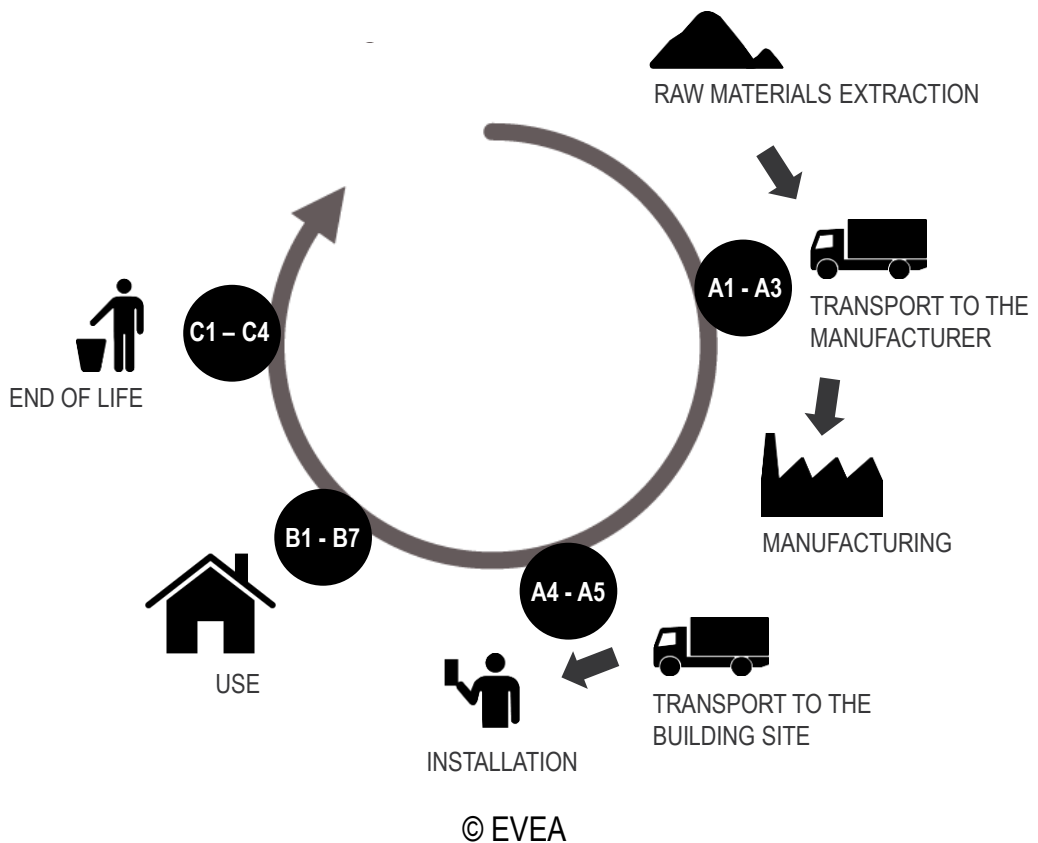 RAW MATERIALS EXTRACTION
A1 - A3
TRANSPORT TO THE
MANUFACTURER
MANUFACTURING
A4 - A5
TRANSPORT TO THE
BUILDING SITE
INSTALLATION
B1 - B7
USE
C1 – C4
END OF LIFE
© EVEA